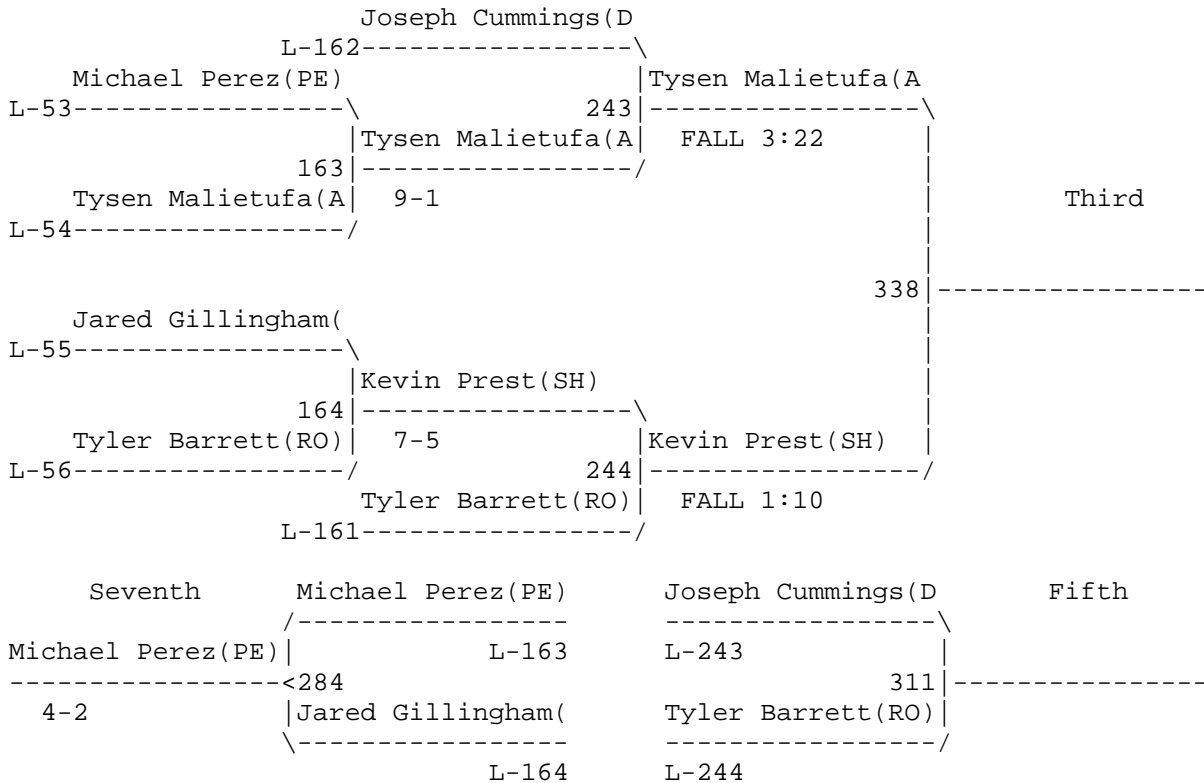 Joseph Cummings(D
L-162-----------------\
Michael Perez(PE) |Tysen Malietufa(A
L-53-----------------\ 243|-----------------\
|Tysen Malietufa(A| FALL 3:22 |
163|-----------------/ |
Tysen Malietufa(A| 9-1 | Third
L-54-----------------/ |
|
338|-----------------
Jared Gillingham( |
L-55-----------------\ |
|Kevin Prest(SH) |
164|-----------------\ |
Tyler Barrett(RO)| 7-5 |Kevin Prest(SH) |
L-56-----------------/ 244|-----------------/
Tyler Barrett(RO)| FALL 1:10
L-161-----------------/
Seventh Michael Perez(PE) Joseph Cummings(D Fifth
/----------------- -----------------\
Michael Perez(PE)| L-163 L-243 |
-----------------<284 311|----------------
4-2 |Jared Gillingham( Tyler Barrett(RO)|
\----------------- -----------------/
L-164 L-244